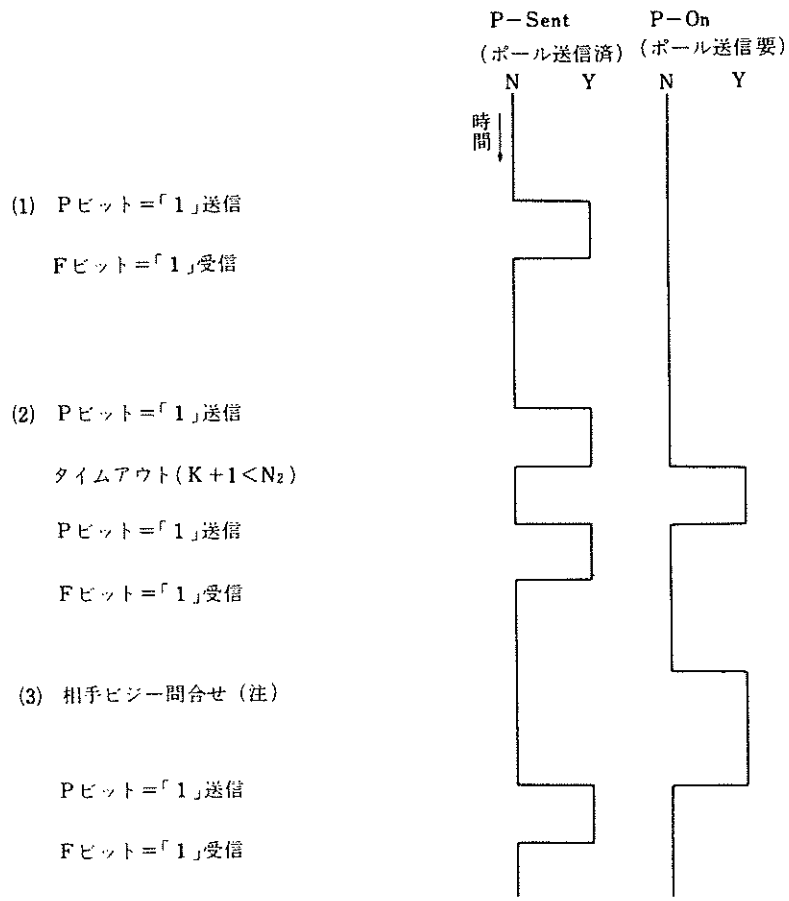 P-Sent P-On
(ポール送信済) (ポール送信要)
N Y N Y
時間
(1) Pビット=「1」送信
Fビット=「1」受信
(2) Pビット=「1」送信
タイムアウト(K+1<N₂)
Pビット=「1」送信
Fビット=「1」受信
(3) 相手ビジー問合せ(注)
Pビット=「1」送信
Fビット=「1」受信